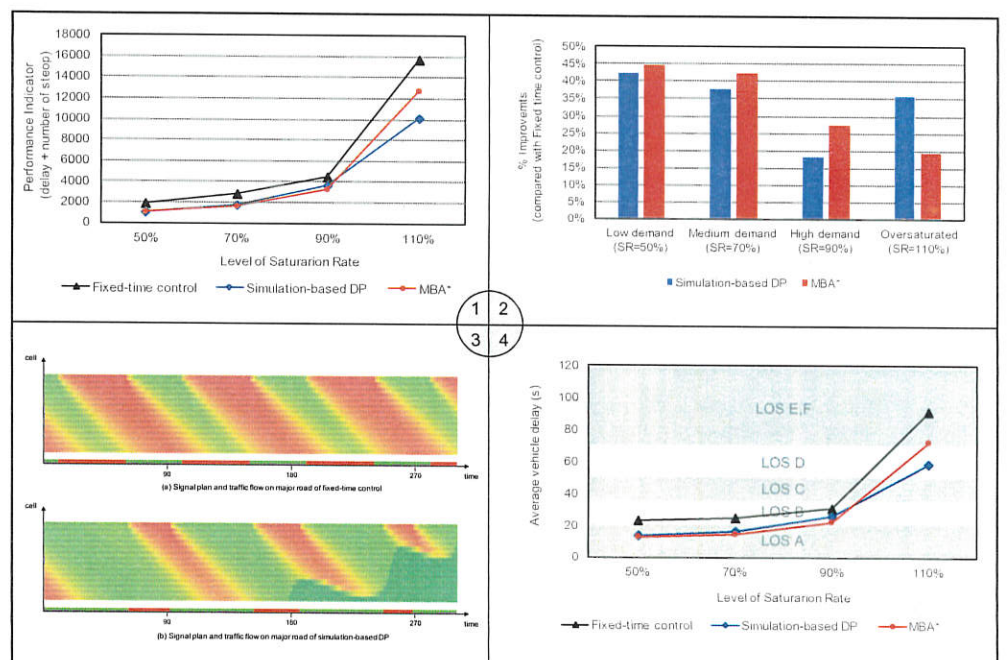 Performance Indicator
(delay + number of steop)
18000
16000
14000
12000
10000
8000
6000
4000
2000
0
50% 70% 90% 110%
Level of Saturarion Rate
Fixed-time control Simulation-based DP MBA*
% Improvemts
(compared with Fixed time control)
50%
45%
40%
35%
30%
25%
20%
15%
10%
5%
0%
Low demand Medium demand High demand Oversaturated
(SR=50%) (SR=70%) (SR=90%) (SR=110%)
Simulation-based DP MBA*
1 2
3 4
cell
90 180 270 time
(a) Signal plan and traffic flow on major road of fixed-time control
cell
90 180 270 time
(b) Signal plan and traffic flow on major road of simulation-based DP
Average vehicle delay (s)
120
100
80
60
40
20
0
LOS E,F
LOS D
LOS C
LOS B
LOS A
50% 70% 90% 110%
Level of Saturation Rate
Fixed-time control Simulation-based DP MBA*